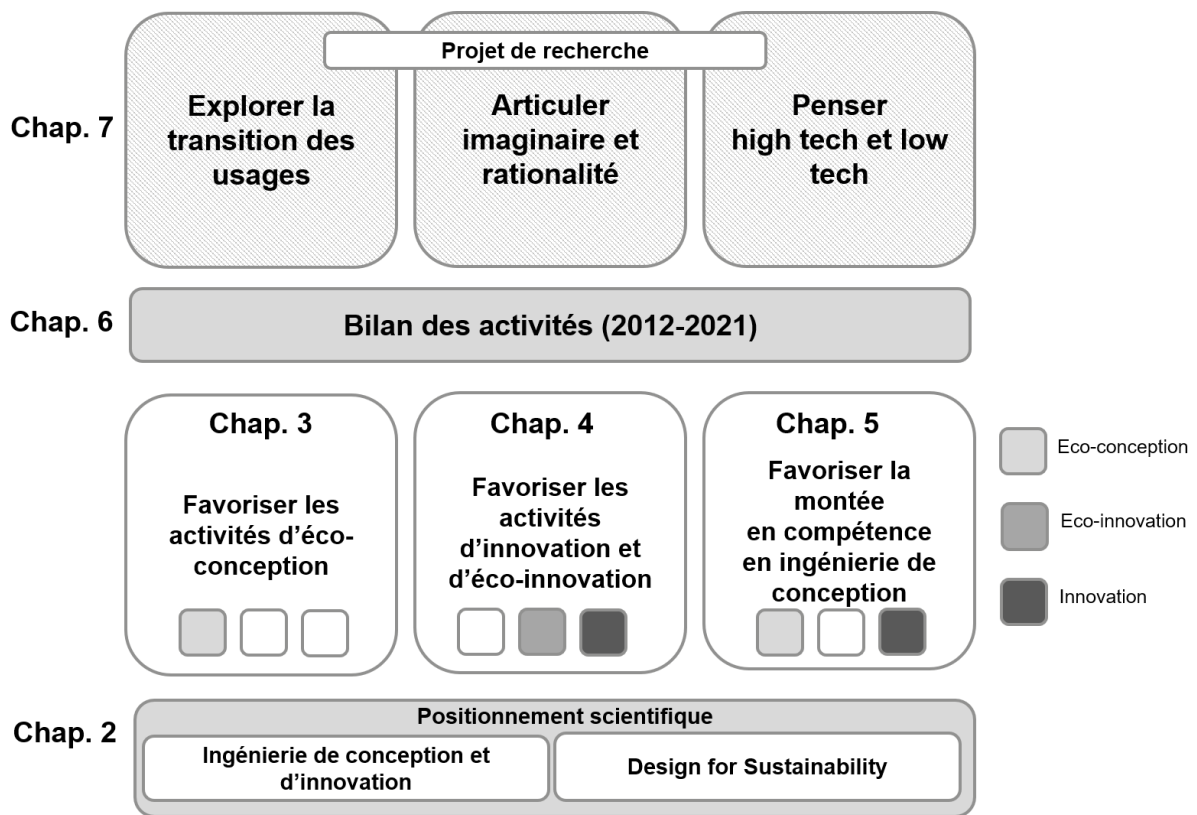 Projet de recherche
Chap. 7
Explorer la
transition des
usages
Articuler
imaginaire et
rationalité
Penser
high tech et low
tech
Chap. 6
Bilan des activités (2012-2021)
Chap. 3
Favoriser les
activités d’éco-
conception
Chap. 4
Favoriser les
activités
d’innovation et
d’éco-innovation
Chap. 5
Favoriser la
montée
en compétence
en ingénierie de
conception
Eco-conception
Eco-innovation
Innovation
Chap. 2
Positionnement scientifique
Ingénierie de conception et
d’innovation
Design for Sustainability